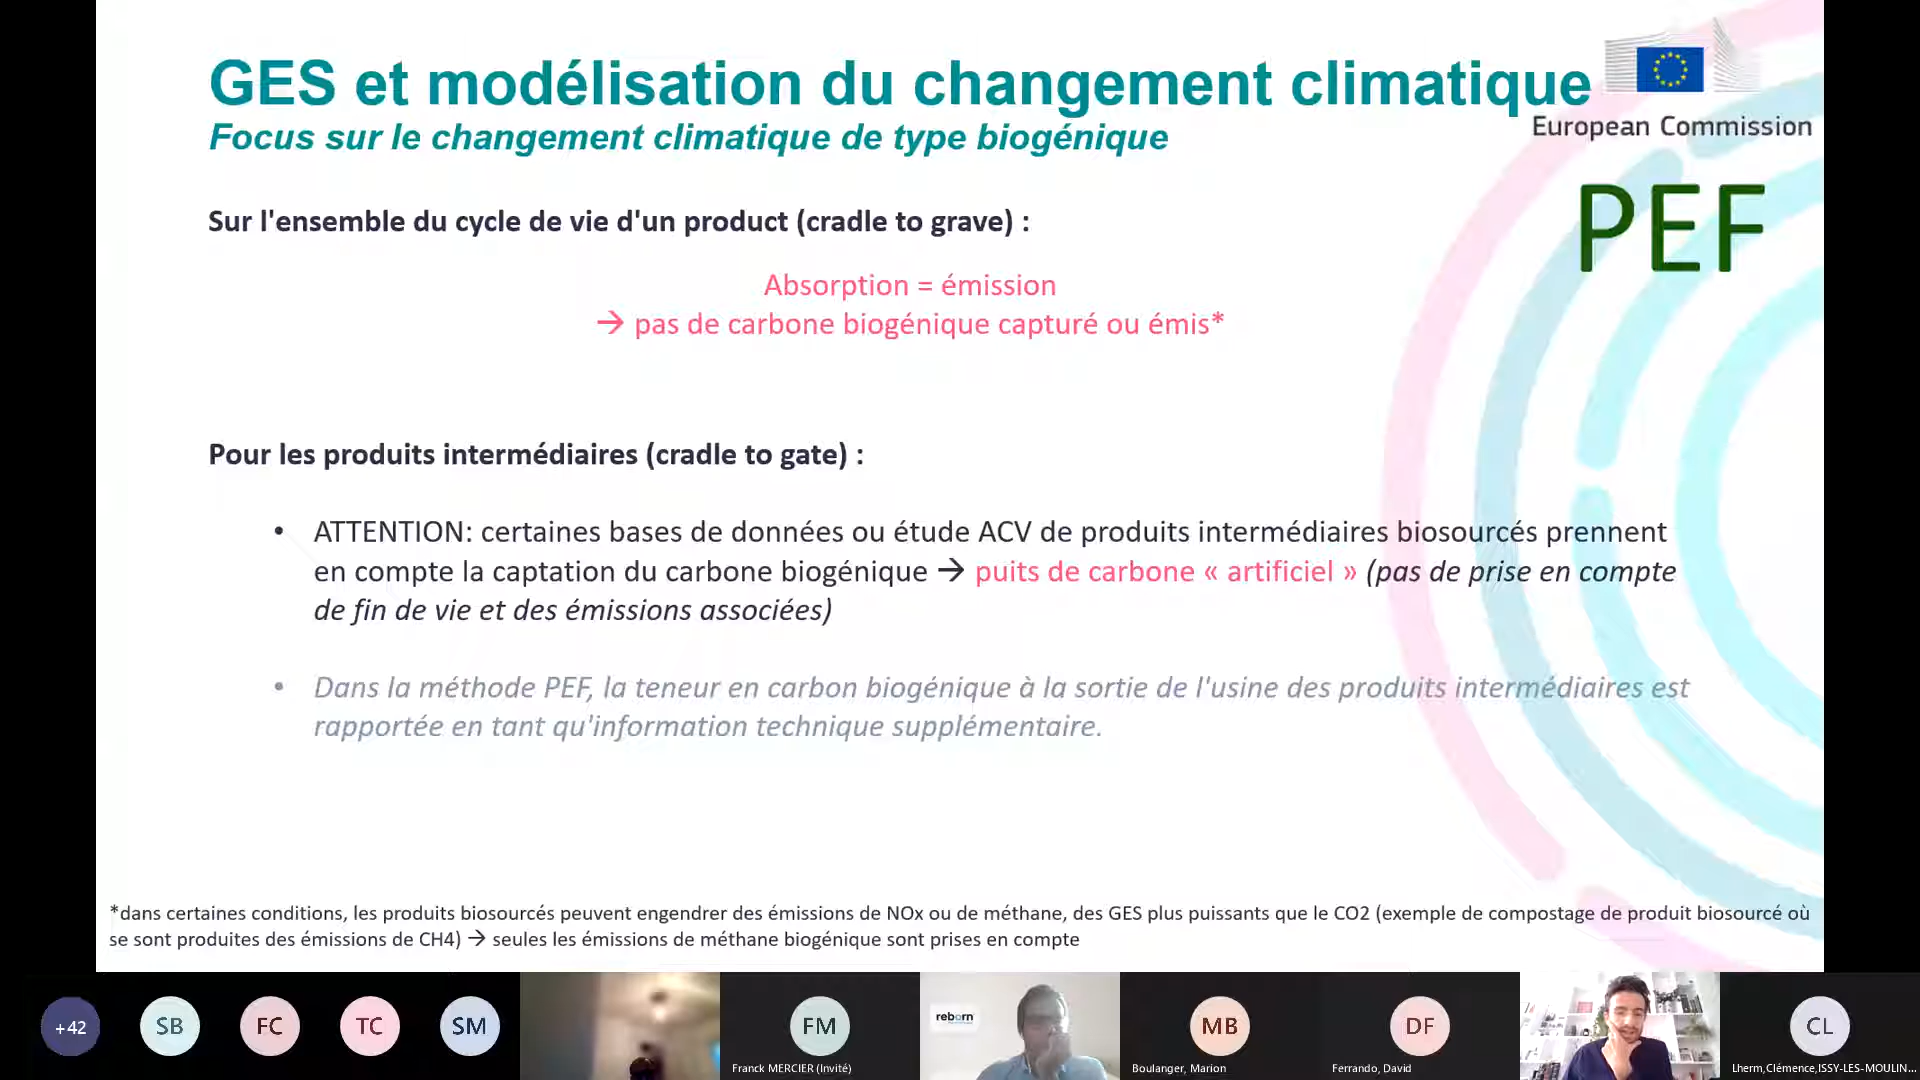 GES et modélisation du changement climatique
Focus sur le changement climatique de type biogénique
European Commission
PEF
Sur l'ensemble du cycle de vie d'un product (cradle to grave) :
Absorption = émission
→ pas de carbone biogénique capturé ou émis*
Pour les produits intermédiaires (cradle to gate) :
• ATTENTION: certaines bases de données ou étude ACV de produits intermédiaires biosourcés prennent
en compte la captation du carbone biogénique → puits de carbone « artificiel » (pas de prise en compte
de fin de vie et des émissions associées)
• Dans la méthode PEF, la teneur en carbon biogénique à la sortie de l'usine des produits intermédiaires est
rapportée en tant qu'information technique supplémentaire.
*dans certaines conditions, les produits biosourcés peuvent engendrer des émissions de NOx ou de méthane, des GES plus puissants que le CO2 (exemple de compostage de produit biosourcé où
se sont produites des émissions de CH4) → seules les émissions de méthane biogénique sont prises en compte
+42
SB
FC
TC
SM
FM
Franck MERCIER (Invité)
reborn
MB
Boulanger, Marion
DF
Ferrando, David
CL
Lherm,Clémence,ISSY-LES-MOULIN...